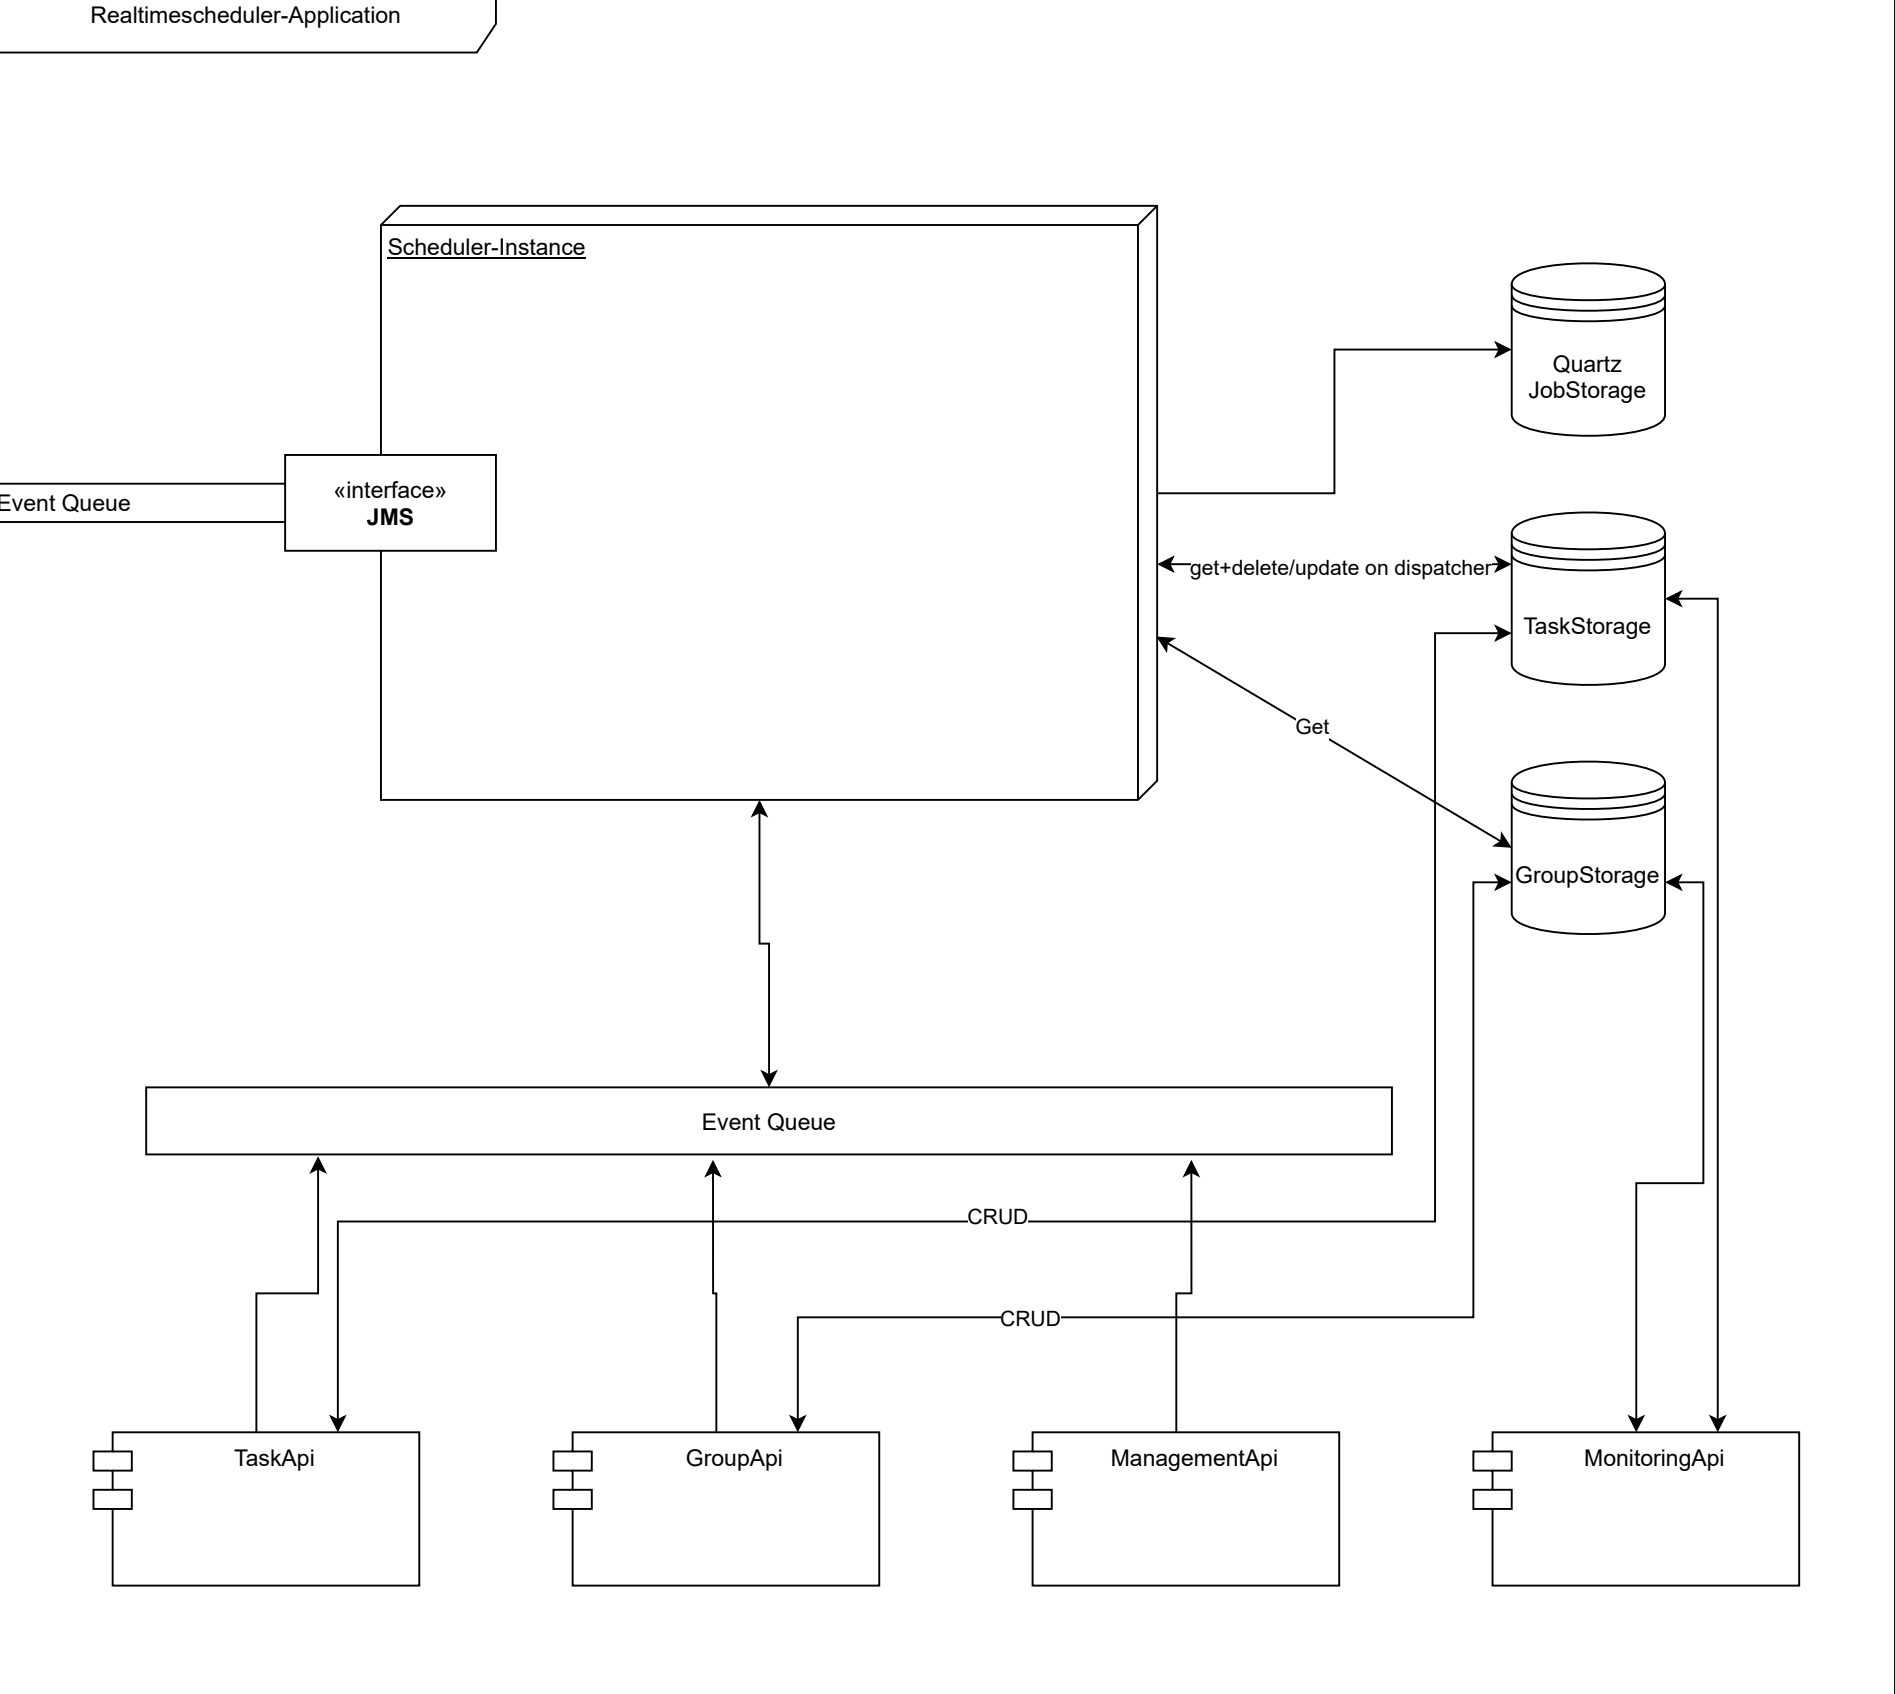 Realtimescheduler-Application
Scheduler-Instance
Quartz
JobStorage
«interface»
JMS
Event Queue
get+delete/update on dispatcher
TaskStorage
Get
GroupStorage
Event Queue
CRUD
CRUD
TaskApi
GroupApi
ManagementApi
MonitoringApi